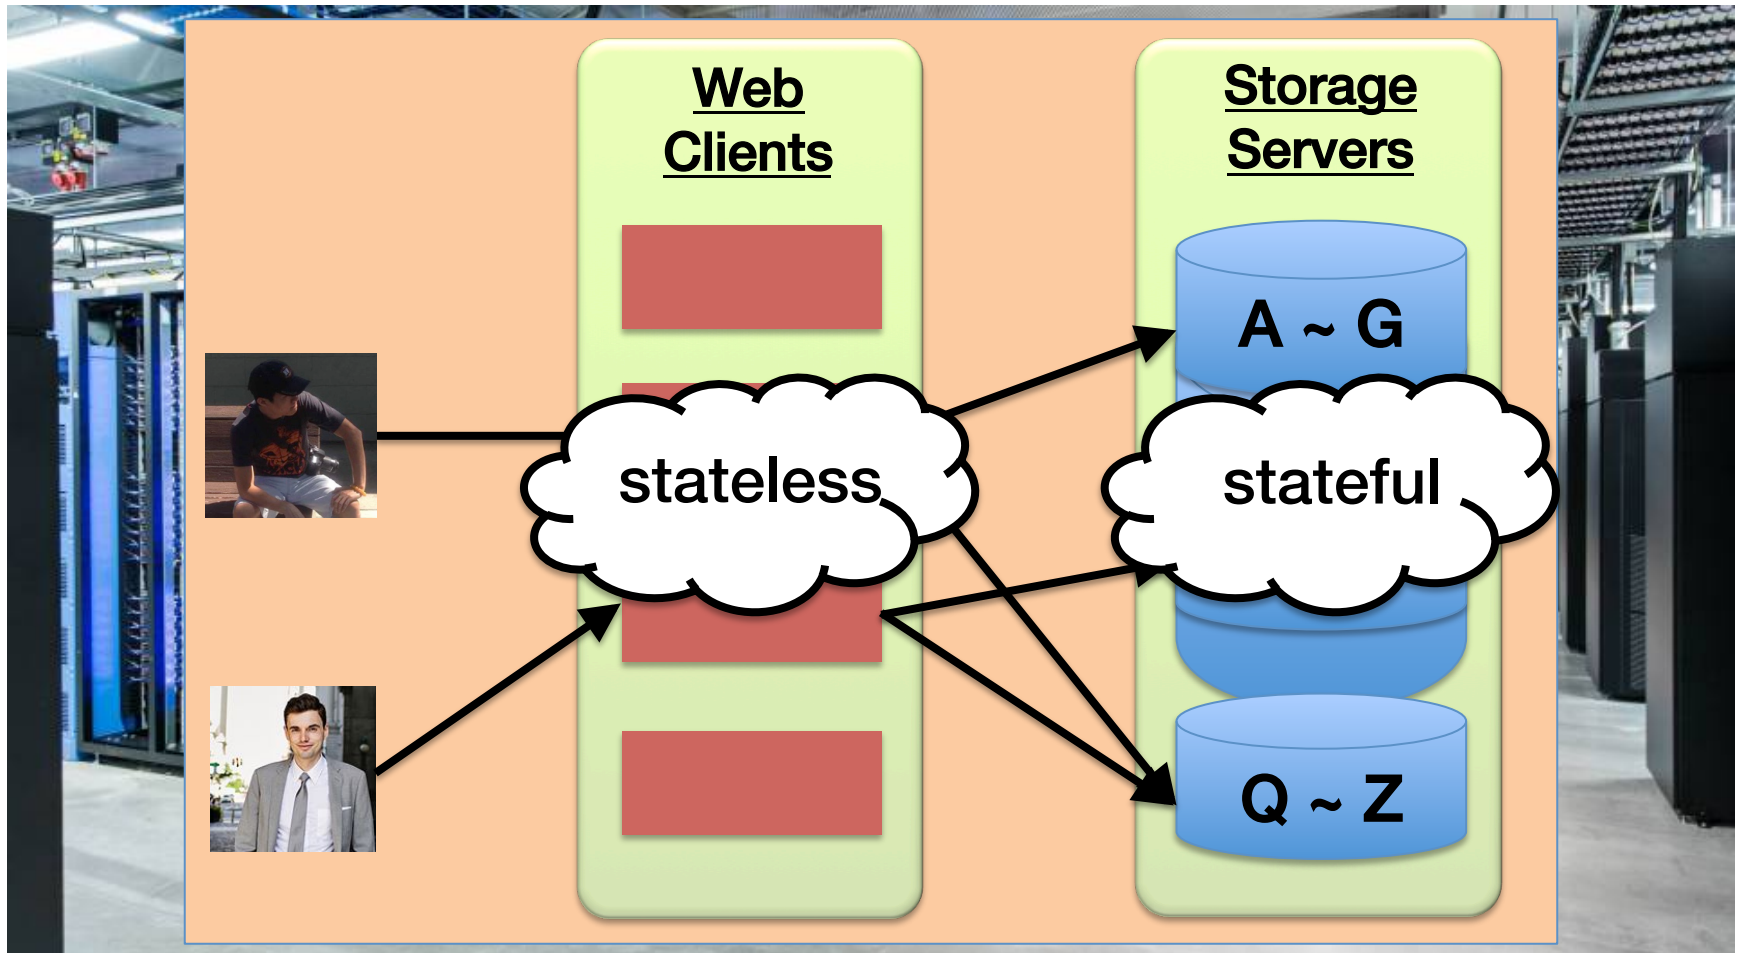 Web
Clients
Storage
Servers
A ~ G
stateless
stateful
Q ~ Z